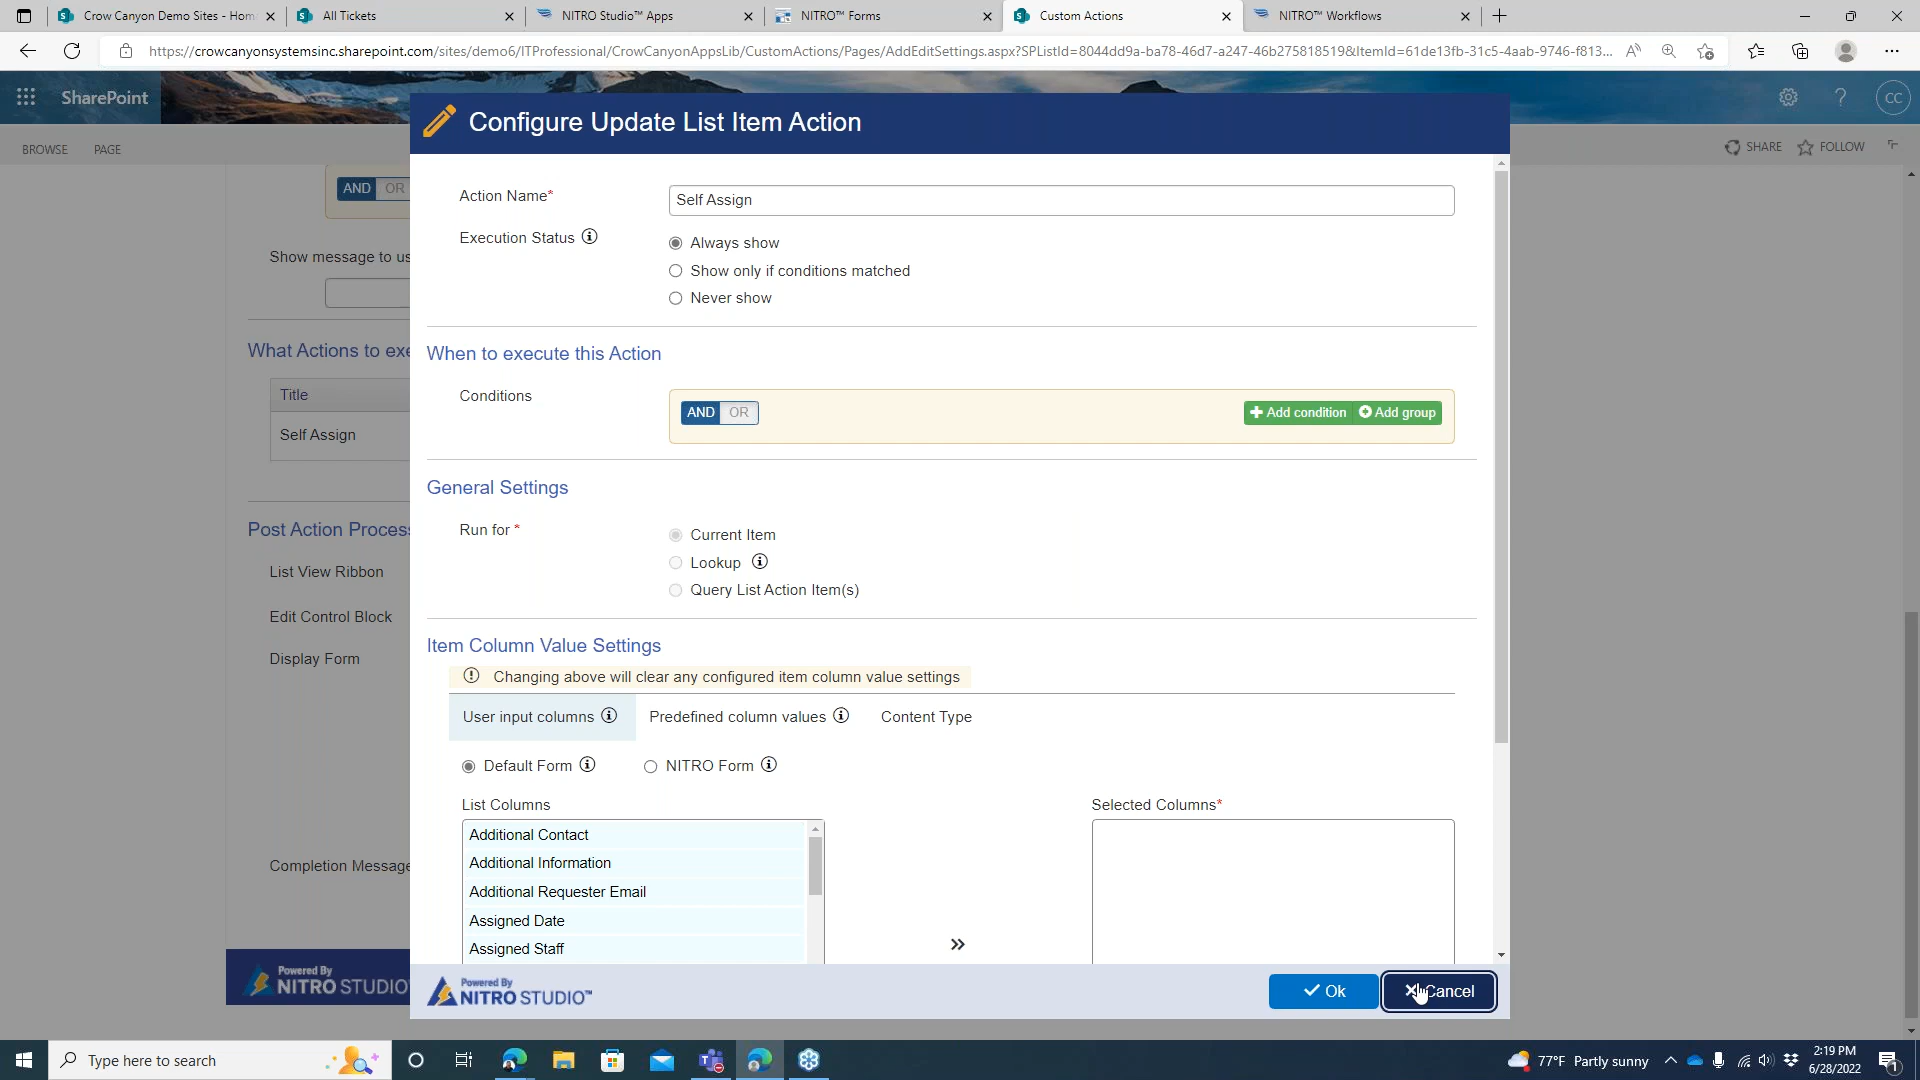 Crow Canyon Demo Sites - Hom
All Tickets
NITRO Studio™ Apps
NITRO™ Forms
Custom Actions
NITRO™ Workflows
https://crowcanyonsystemsinc.sharepoint.com/sites/demo6/ITProfessional/CrowCanyonAppsLib/CustomActions/Pages/AddEditSettings.aspx?SPListId=8044dd9a-ba78-46d7-a247-46b275818519&ItemId=61de13fb-31c5-4aab-9746-f813...
SharePoint
CC
BROWSE
PAGE
SHARE
FOLLOW
AND OR
Show message to us
What Actions to exe
Title
Self Assign
Post Action Process
List View Ribbon
Edit Control Block
Display Form
Completion Message
Powered By
NITRO STUDIO
Configure Update List Item Action
Action Name*
Self Assign
Execution Status
Always show
Show only if conditions matched
Never show
When to execute this Action
Conditions
AND OR
Add condition
Add group
General Settings
Run for *
Current Item
Lookup
Query List Action Item(s)
Item Column Value Settings
Changing above will clear any configured item column value settings
User input columns
Predefined column values
Content Type
Default Form
NITRO Form
List Columns
Selected Columns*
Additional Contact
Additional Information
Additional Requester Email
Assigned Date
Assigned Staff
»
Powered By
NITRO STUDIO™
Ok
Cancel
Type here to search
77°F Partly sunny
2:19 PM
6/28/2022
1